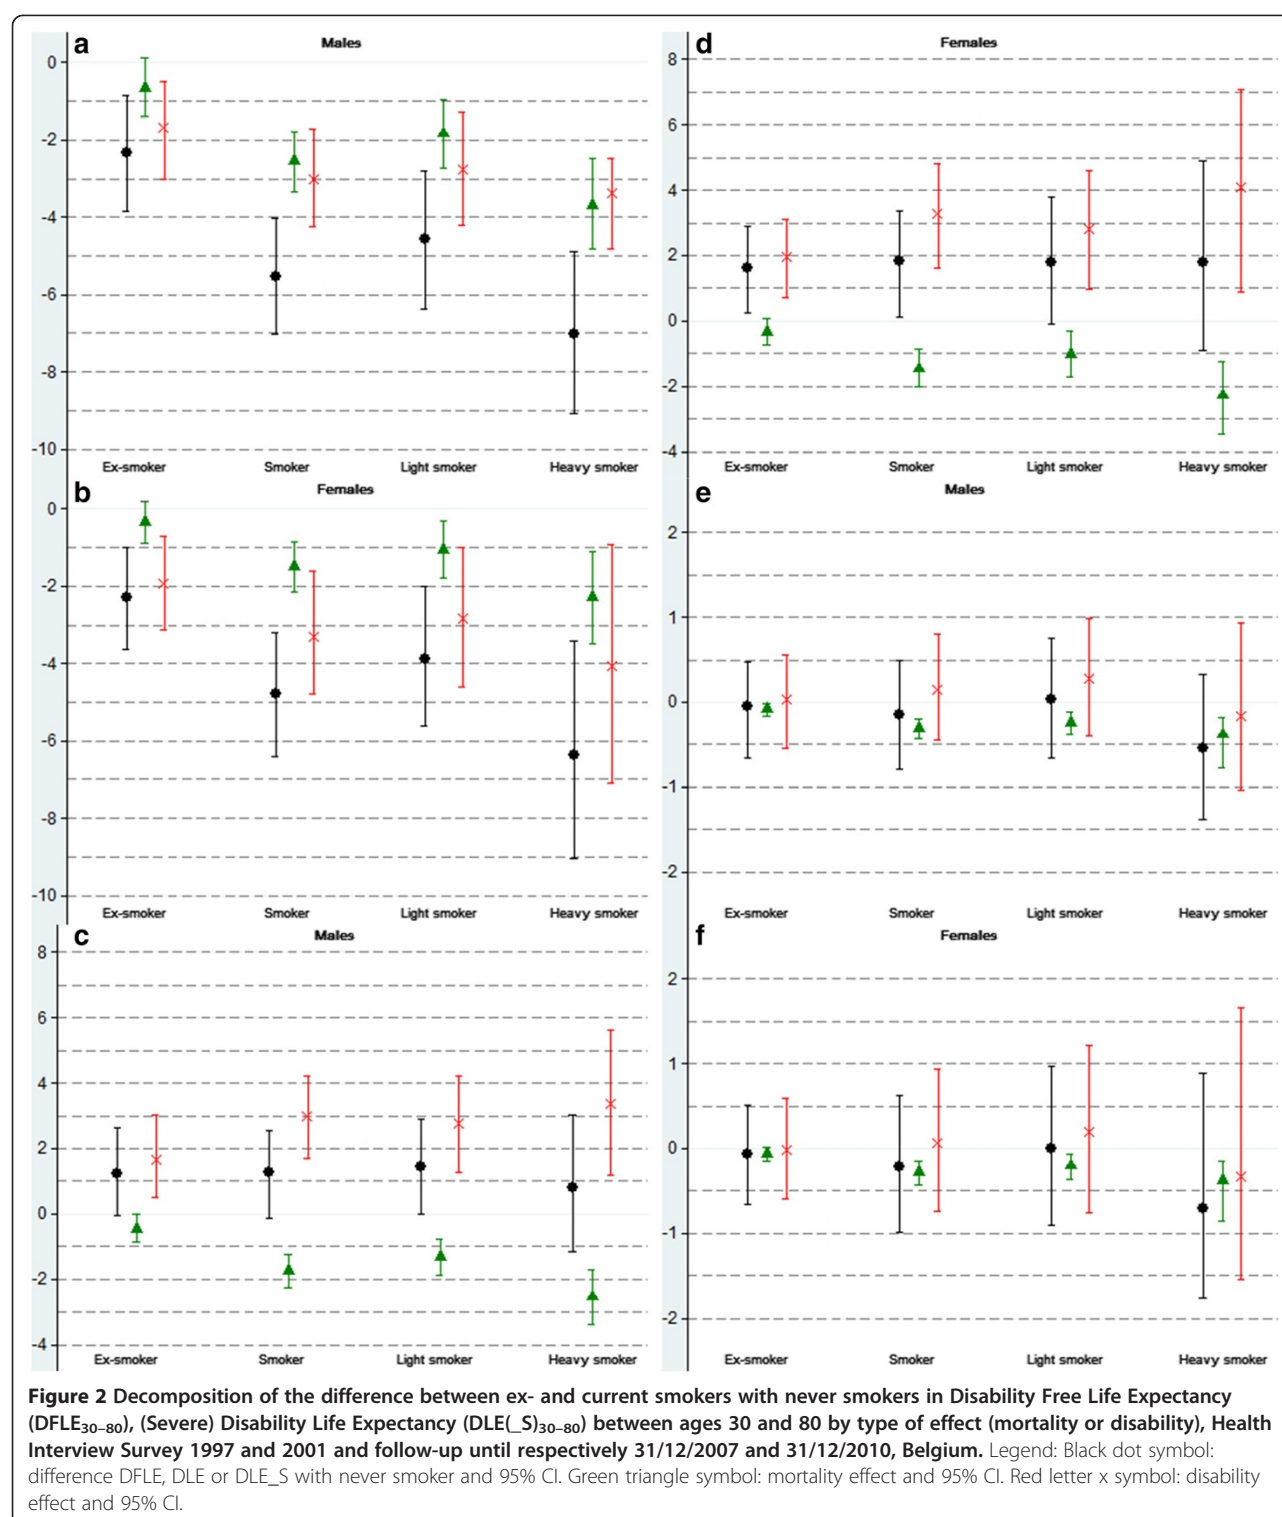 a
Males
0
-2
-4
-6
-8
-10
Ex-smoker Smoker Light smoker Heavy smoker
b
Females
0
-2
-4
-6
-8
-10
Ex-smoker Smoker Light smoker Heavy smoker
c
Males
8
6
4
2
0
-2
-4
Ex-smoker Smoker Light smoker Heavy smoker
d
Females
8
6
4
2
0
-2
-4
Ex-smoker Smoker Light smoker Heavy smoker
e
Males
2
1
0
-1
-2
Ex-smoker Smoker Light smoker Heavy smoker
f
Females
2
1
0
-1
-2
Ex-smoker Smoker Light smoker Heavy smoker
Figure 2 Decomposition of the difference between ex- and current smokers with never smokers in Disability Free Life Expectancy
(DFLE30–80), (Severe) Disability Life Expectancy (DLE(_S)30–80) between ages 30 and 80 by type of effect (mortality or disability), Health
Interview Survey 1997 and 2001 and follow-up until respectively 31/12/2007 and 31/12/2010, Belgium. Legend: Black dot symbol:
difference DFLE, DLE or DLE_S with never smoker and 95% CI. Green triangle symbol: mortality effect and 95% CI. Red letter x symbol: disability
effect and 95% CI.